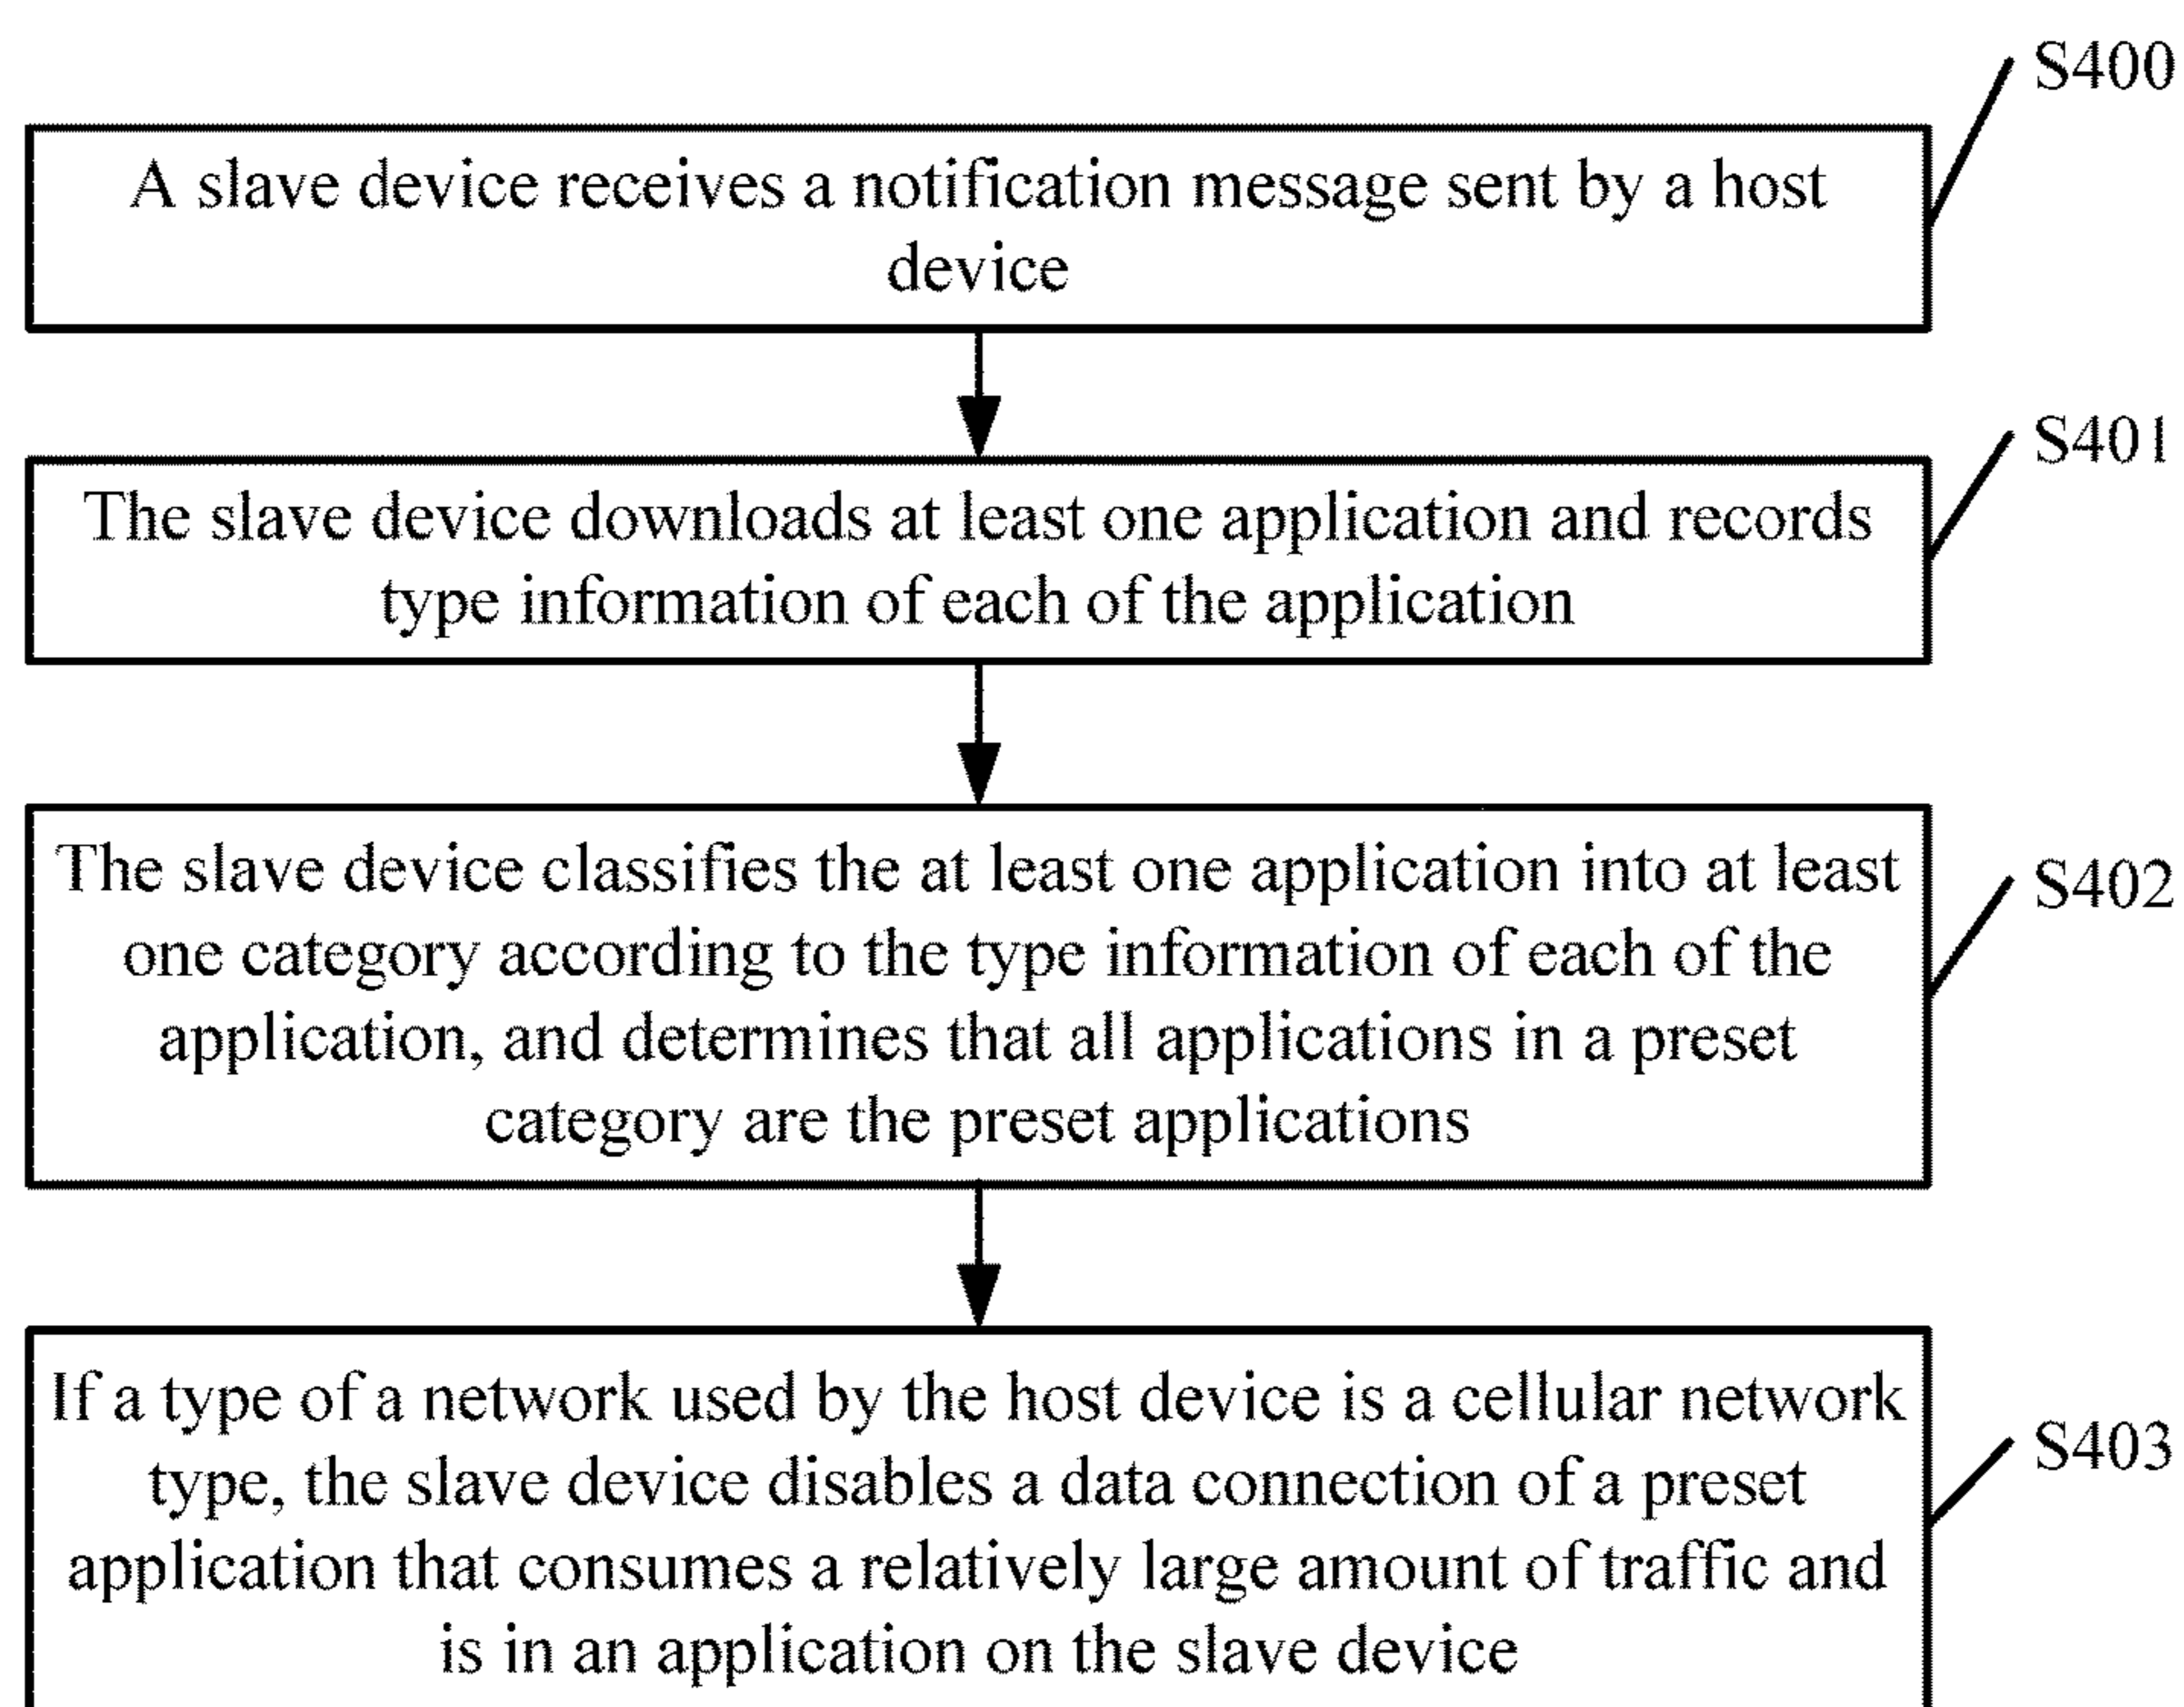 S400
A slave device receives a notification message sent by a host
device
S401
The slave device downloads at least one application and records
type information of each of the application
S402
The slave device classifies the at least one application into at least
one category according to the type information of each of the
application, and determines that all applications in a preset
category are the preset applications
S403
If a type of a network used by the host device is a cellular network
type, the slave device disables a data connection of a preset
application that consumes a relatively large amount of traffic and
is in an application on the slave device